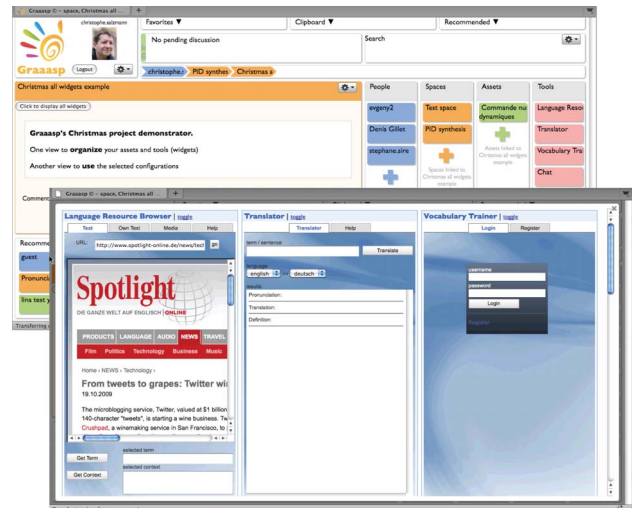 Graaasp © – space, Christmas all ...
christophe.salzmann
Graaasp
Logout
Favorites ▼
Clipboard ▼
Recommended ▼
No pending discussion
Search
christophe.
PID synthes
Christmas a
Christmas all widgets example
Click to display all widgets
Graaasp's Christmas project demonstrator.
One view to organize your assets and tools (widgets)
Another view to use the selected configurations
Comment
People
evgeny2
Denis Gillet
stephane.sire
Spaces
Test space
PID synthesis
Spaces linked to
Christmas all widgets
example
Assets
Commande nu
dynamiques
Assets linked to
Christmas all widgets
example
Tools
Language Resou
Translator
Vocabulary Trai
Chat
Recomme
guest
Pronuncia
lina test y
Transferring
Graaasp © – space, Christmas all ...
Language Resource Browser | toggle
Text
Own Text
Media
Help
URL:
http://www.spotlight-online.de/news/test
go
Spotlight
DIE GANZE WELT AUF ENGLISCH | ONLINE
PRODUCTS LANGUAGE AUDIO NEWS TRAVEL
Film Politics Technology Business Music
Home › NEWS › Technology ›
From tweets to grapes: Twitter wi
19.10.2009
The microblogging service, Twitter, valued at $1 billion
140-character "tweets", is starting a wine business. Tw
Crushpad, a winemaking service in San Francisco, to
Get Term
selected term
Get Context
selected context
Translator | toggle
Translator
Help
term / sentence
Translate
language
english
deutsch
results
Pronunciation:
Translation:
Definition:
Vocabulary Trainer | toggle
Login
Register
username
password
Login
Register